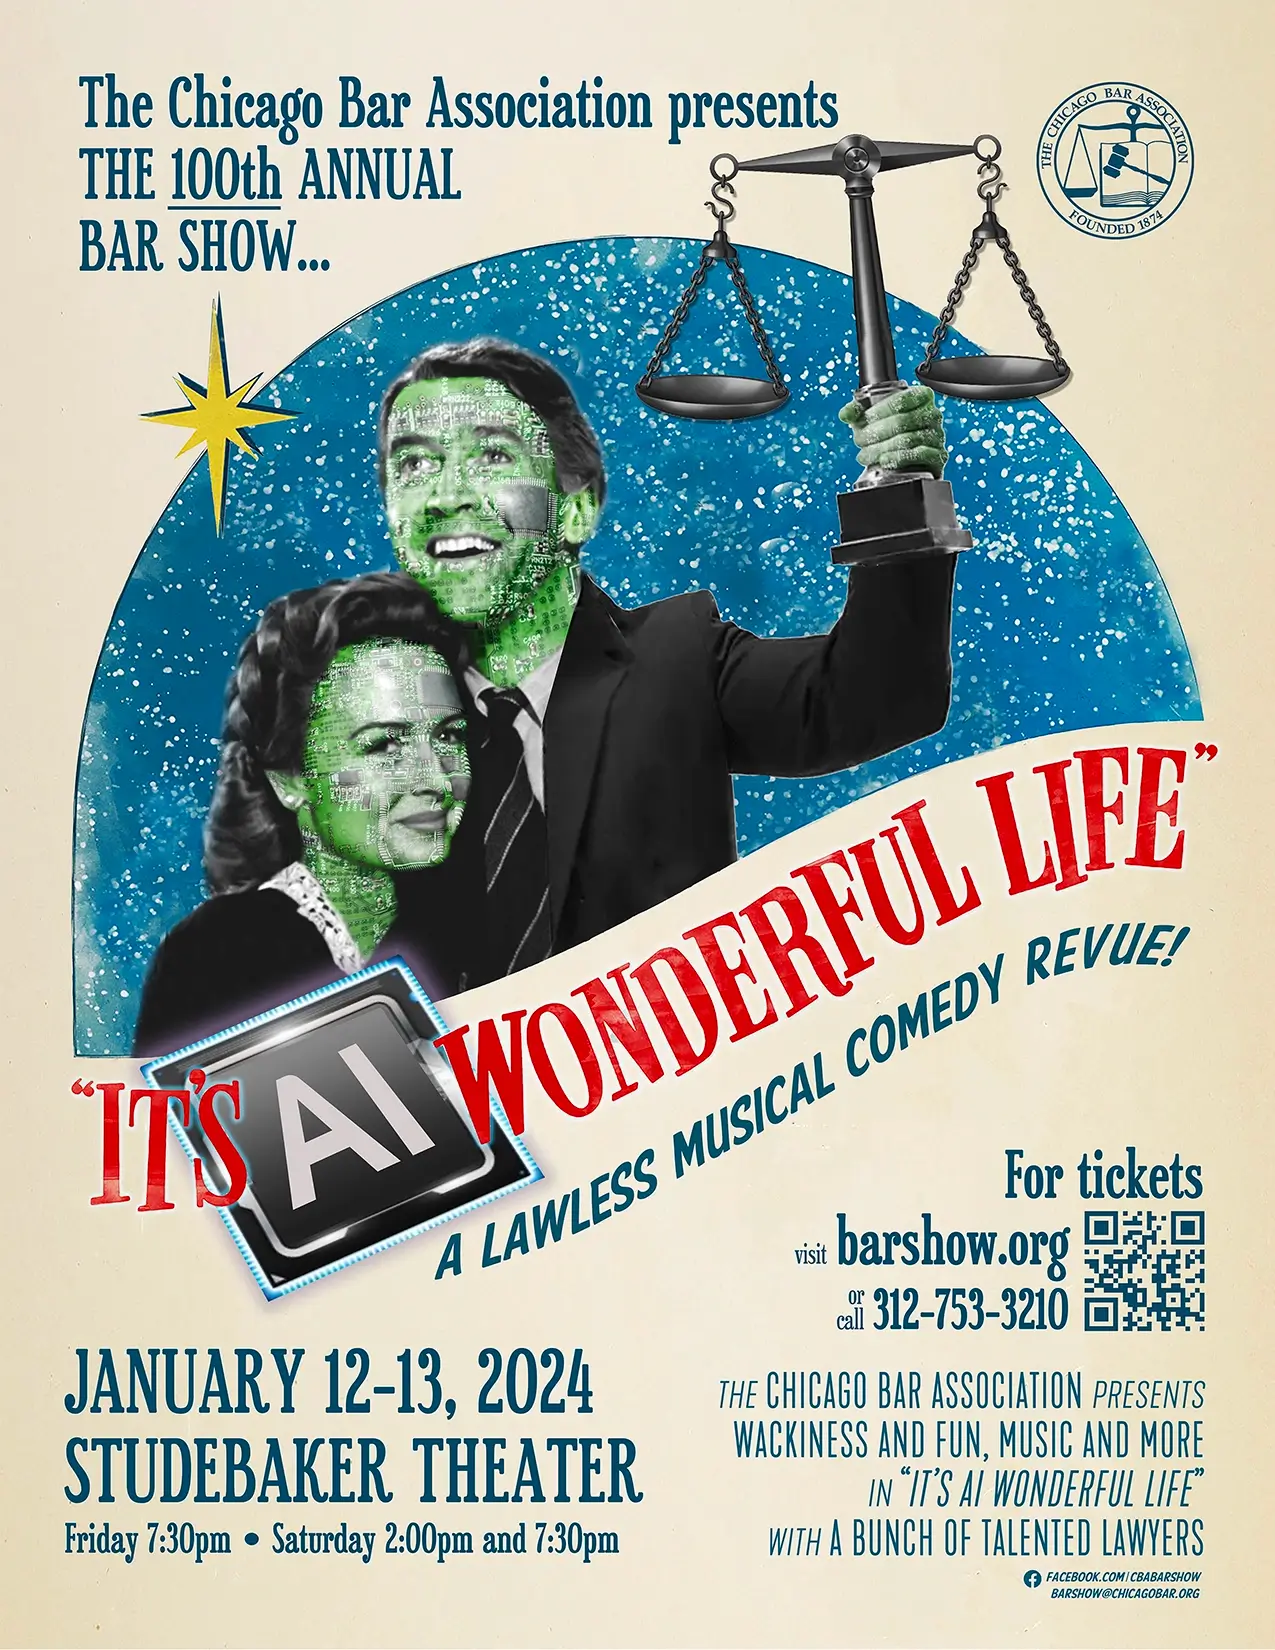 The Chicago Bar Association presents
THE 100th ANNUAL
BAR SHOW...
THE CHICAGO BAR ASSOCIATION
FOUNDED 1874
"IT'S AI WONDERFUL LIFE"
A LAWLESS MUSICAL COMEDY REVUE!
For tickets
visit barshow.org
or call 312-753-3210
JANUARY 12-13, 2024
STUDEBAKER THEATER
Friday 7:30pm • Saturday 2:00pm and 7:30pm
THE CHICAGO BAR ASSOCIATION PRESENTS
WACKINESS AND FUN, MUSIC AND MORE
IN "IT'S AI WONDERFUL LIFE"
WITH A BUNCH OF TALENTED LAWYERS
FACEBOOK.COM/CBABARSHOW
BARSHOW@CHICAGOBAR.ORG